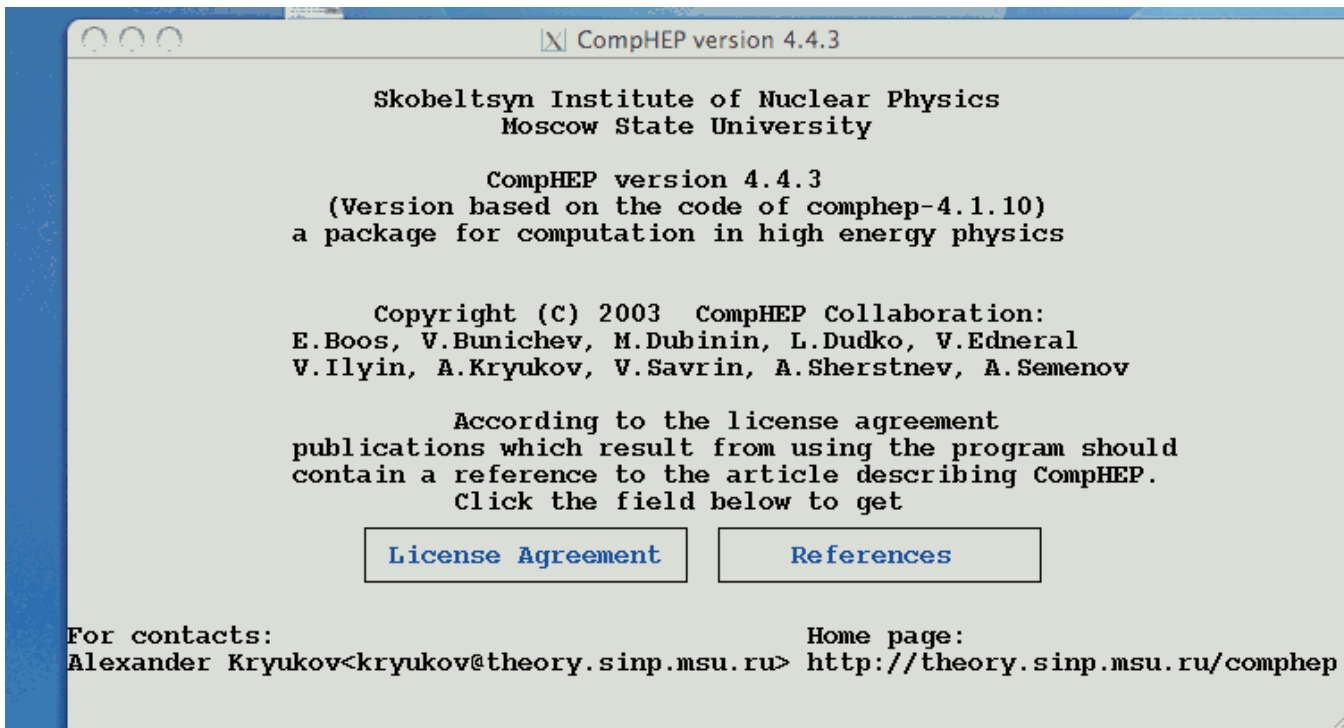 CompHEP version 4.4.3
Skobeltsyn Institute of Nuclear Physics
Moscow State University
CompHEP version 4.4.3
(Version based on the code of comphep-4.1.10)
a package for computation in high energy physics
Copyright (C) 2003 CompHEP Collaboration:
E.Boos, V.Bunichev, M.Dubinin, L.Dudko, V.Edneral
V.Ilyin, A.Kryukov, V.Savrin, A.Sherstnev, A.Semenov
According to the license agreement
publications which result from using the program should
contain a reference to the article describing CompHEP.
Click the field below to get
License Agreement
References
For contacts:
Home page:
Alexander Kryukov<kryukov@theory.sinp.msu.ru>
http://theory.sinp.msu.ru/comphep